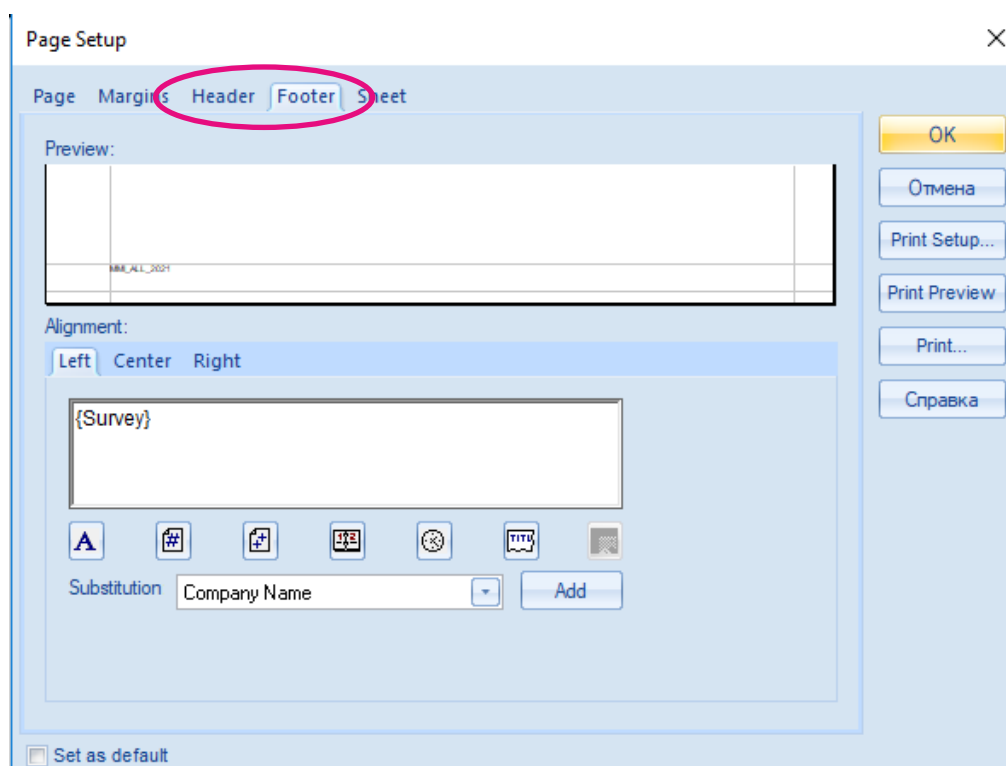 Page Setup
Page Margins Header Footer Sheet
OK
Preview:
Отмена
Print Setup...
MMI_ALL_2021
Print Preview
Alignment:
Print...
Left Center Right
Справка
{Survey}
A # 
Substitution Company Name Add
Set as default